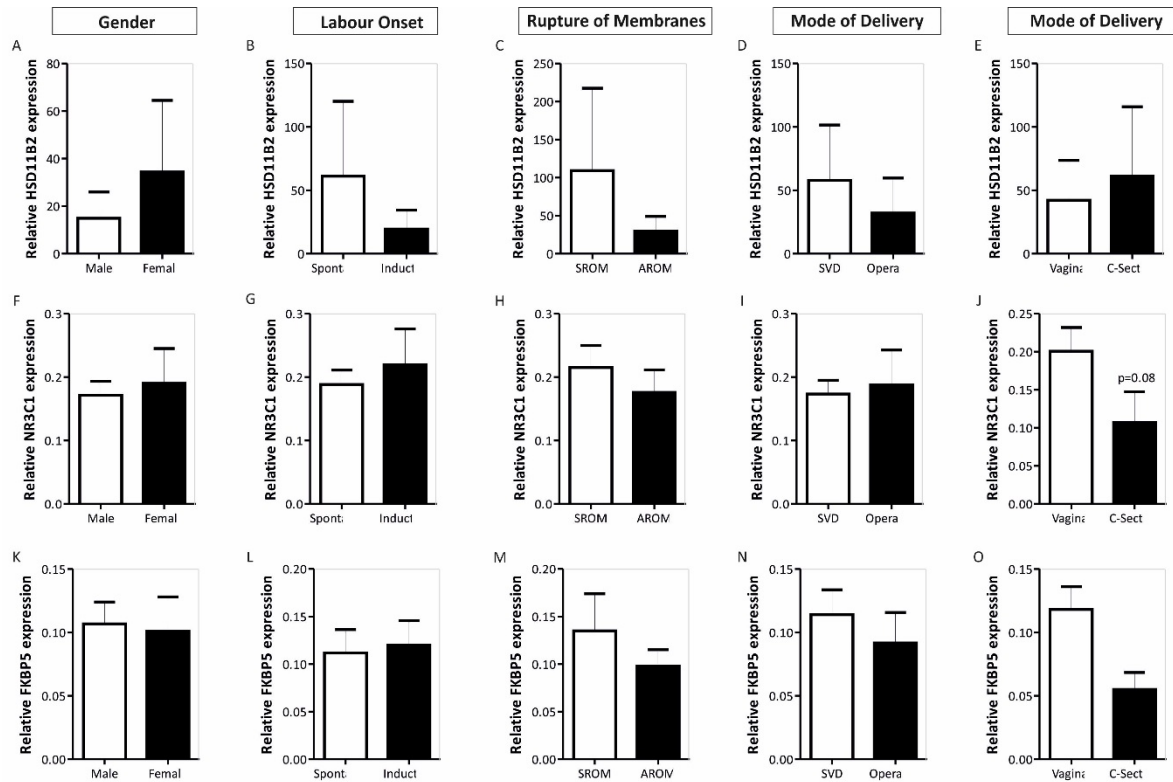 Gender
Labour Onset
Rupture of Membranes
Mode of Delivery
Mode of Delivery
A
Relative HSD11B2 expression
80
60
40
20
0
Male
Femal
B
Relative HSD11B2 expression
150
100
50
0
Spont
Induct
C
Relative HSD11B2 expression
250
200
150
100
50
0
SROM
AROM
D
Relative HSD11B2 expression
150
100
50
0
SVD
Opera
E
Relative HSD11B2 expression
150
100
50
0
Vagina
C-Sect
F
Relative NR3C1 expression
0.3
0.2
0.1
0.0
Male
Femal
G
Relative NR3C1 expression
0.3
0.2
0.1
0.0
Spont
Induct
H
Relative NR3C1 expression
0.3
0.2
0.1
0.0
SROM
AROM
I
Relative NR3C1 expression
0.3
0.2
0.1
0.0
SVD
Opera
J
Relative NR3C1 expression
0.25
0.20
0.15
0.10
0.05
0.00
p=0.08
Vagina
C-Sect
K
Relative FKBP5 expression
0.15
0.10
0.05
0.00
Male
Femal
L
Relative FKBP5 expression
0.20
0.15
0.10
0.05
0.00
Spont
Induct
M
Relative FKBP5 expression
0.20
0.15
0.10
0.05
0.00
SROM
AROM
N
Relative FKBP5 expression
0.15
0.10
0.05
0.00
SVD
Opera
O
Relative FKBP5 expression
0.15
0.10
0.05
0.00
Vagina
C-Sect